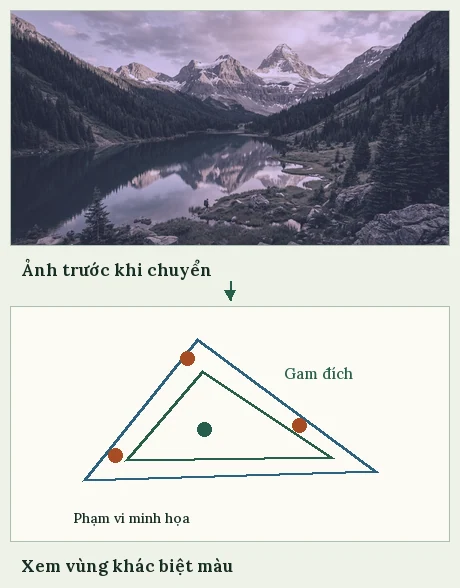 Ảnh trước khi chuyển
Gam đích
Phạm vi minh họa
Xem vùng khác biệt màu